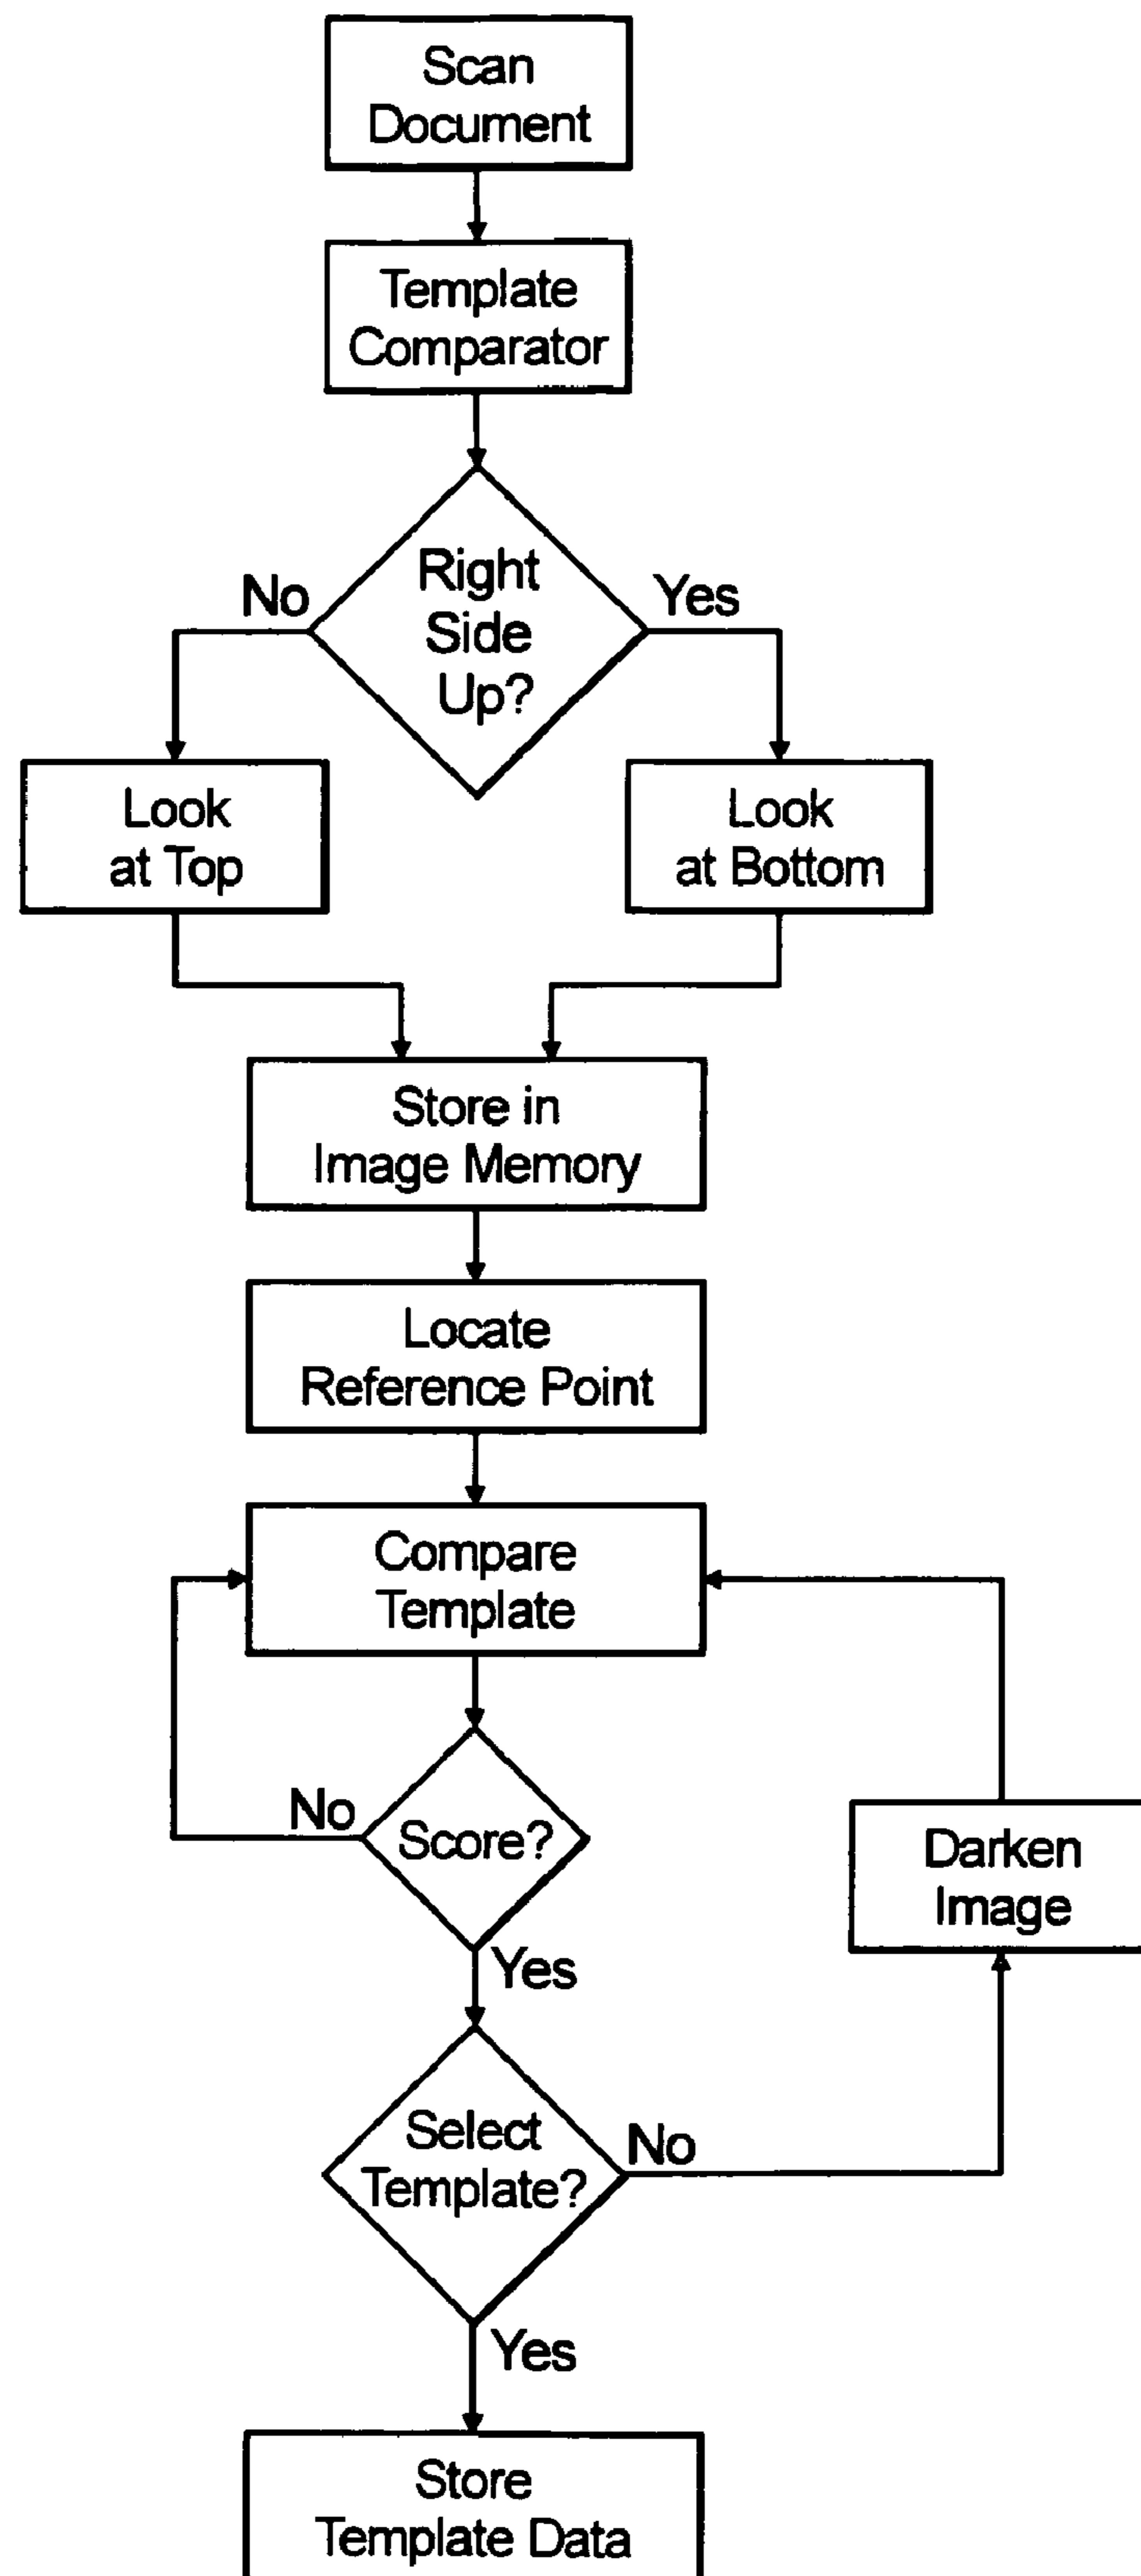 Scan
Document
Template
Comparator
Right
Side
Up?
No
Yes
Look
at Top
Look
at Bottom
Store in
Image Memory
Locate
Reference Point
Compare
Template
No
Score?
Darken
Image
Yes
Select
Template?
No
Yes
Store
Template Data